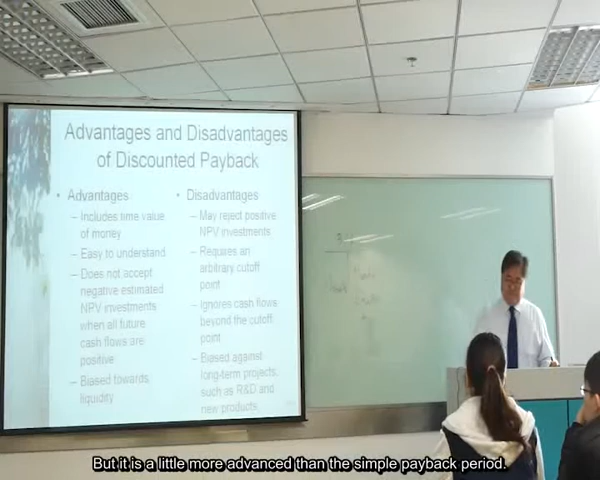 Advantages and Disadvantages
of Discounted Payback
• Advantages
– Includes time value
of money
– Easy to understand
– Does not accept
negative estimated
NPV investments
when all future
cash flows are
positive
– Biased towards
liquidity
• Disadvantages
– May reject positive
NPV investments
– Requires an
arbitrary cutoff
point
– Ignores cash flows
beyond the cutoff
point
– Biased against
long-term projects,
such as R&D and
new products
But it is a little more advanced than the simple payback period.